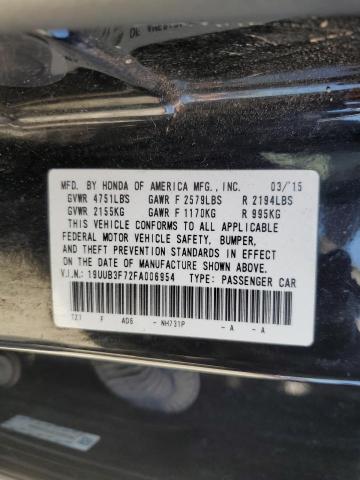 MFD. BY HONDA OF AMERICA MFG., INC. 03/'15
GVWR 4751LBS GAWR F 2579LBS R 2194LBS
GVWR 2155KG GAWR F 1170KG R 995KG
THIS VEHICLE CONFORMS TO ALL APPLICABLE
FEDERAL MOTOR VEHICLE SAFETY, BUMPER,
AND THEFT PREVENTION STANDARDS IN EFFECT
ON THE DATE OF MANUFACTURE SHOWN ABOVE.
V.I.N.: 19UUB3F72FA006954 TYPE: PASSENGER CAR
TZ7 F AD6 - NH731P - A - A